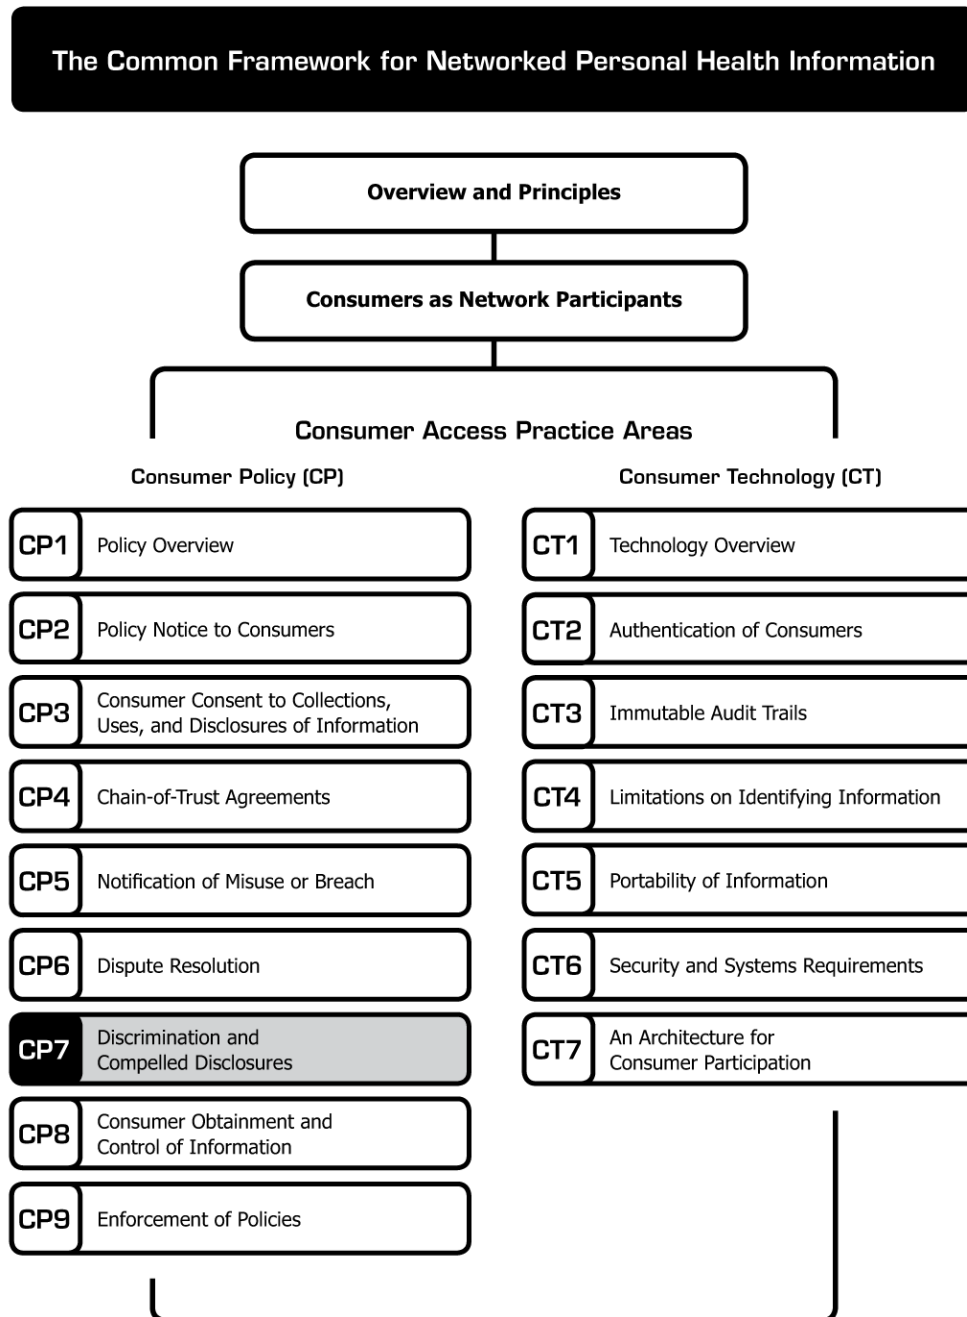 The Common Framework for Networked Personal Health Information
Overview and Principles
Consumers as Network Participants
Consumer Access Practice Areas
Consumer Policy (CP)
CP1 Policy Overview
CP2 Policy Notice to Consumers
CP3 Consumer Consent to Collections,
Uses, and Disclosures of Information
CP4 Chain-of-Trust Agreements
CP5 Notification of Misuse or Breach
CP6 Dispute Resolution
CP7 Discrimination and
Compelled Disclosures
CP8 Consumer Obtainment and
Control of Information
CP9 Enforcement of Policies
Consumer Technology (CT)
CT1 Technology Overview
CT2 Authentication of Consumers
CT3 Immutable Audit Trails
CT4 Limitations on Identifying Information
CT5 Portability of Information
CT6 Security and Systems Requirements
CT7 An Architecture for
Consumer Participation